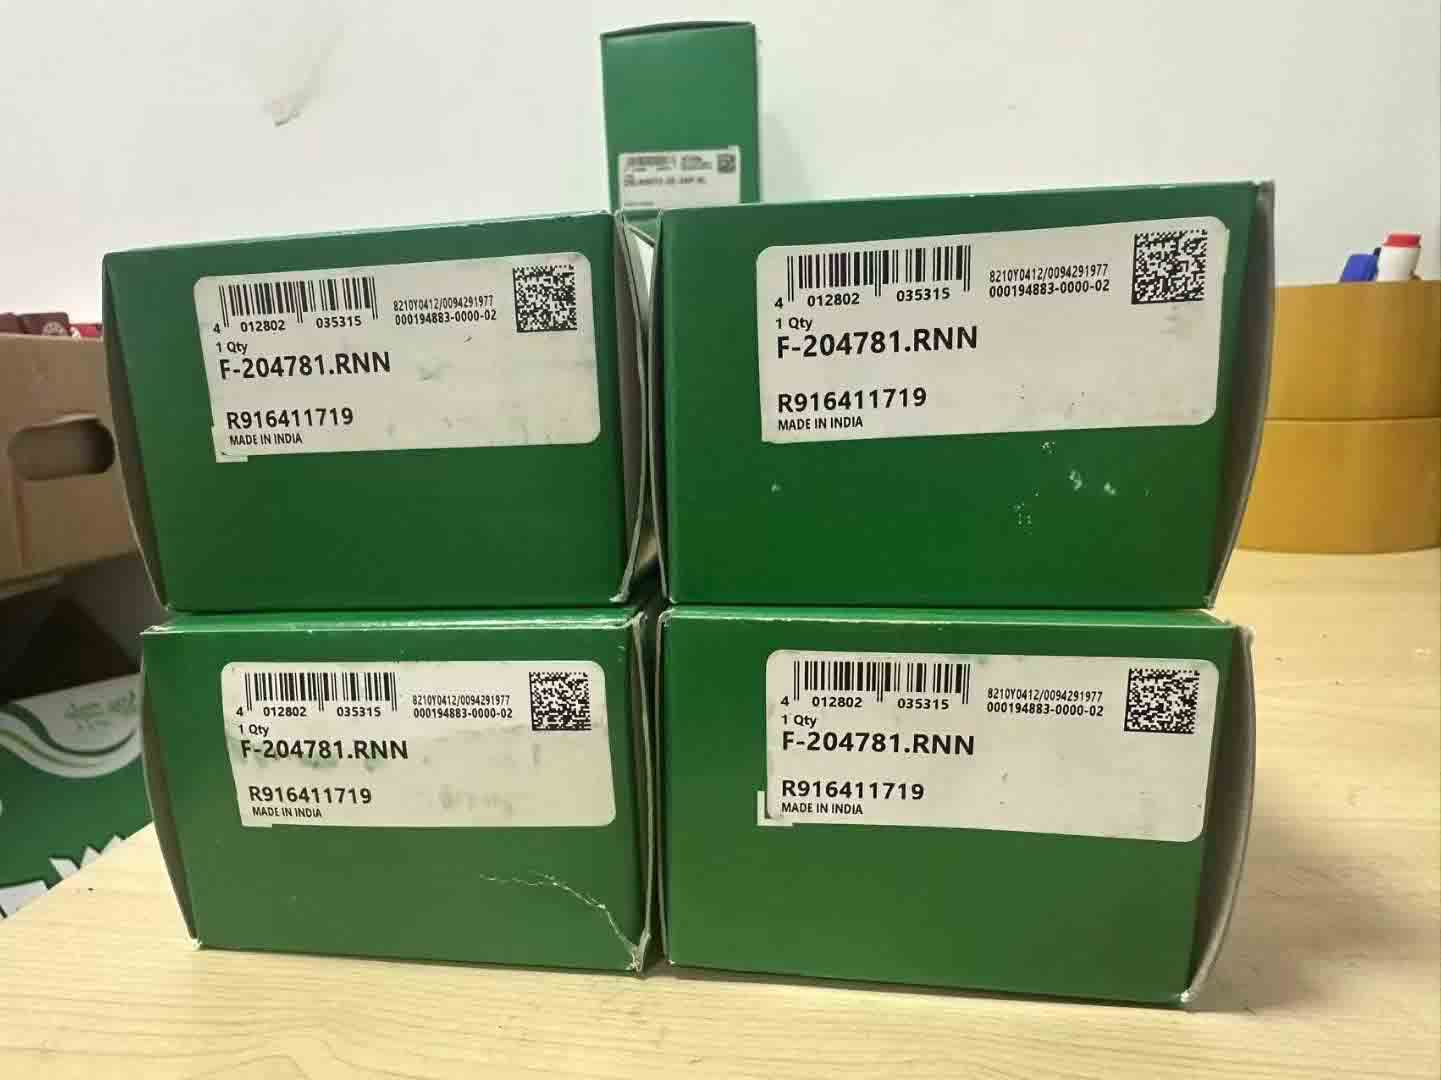 8210Y0412/0094291977
000194883-0000-02
4 012802 035315
1 Qty
F-204781.RNN
R916411719
MADE IN INDIA
8210Y0412/0094291977
000194883-0000-02
4 012802 035315
1 Qty
F-204781.RNN
R916411719
MADE IN INDIA
8210Y0412/0094291977
000194883-0000-02
4 012802 035315
1 Qty
F-204781.RNN
R916411719
MADE IN INDIA
8210Y0412/0094291977
000194883-0000-02
4 012802 035315
1 Qty
F-204781.RNN
R916411719
MADE IN INDIA